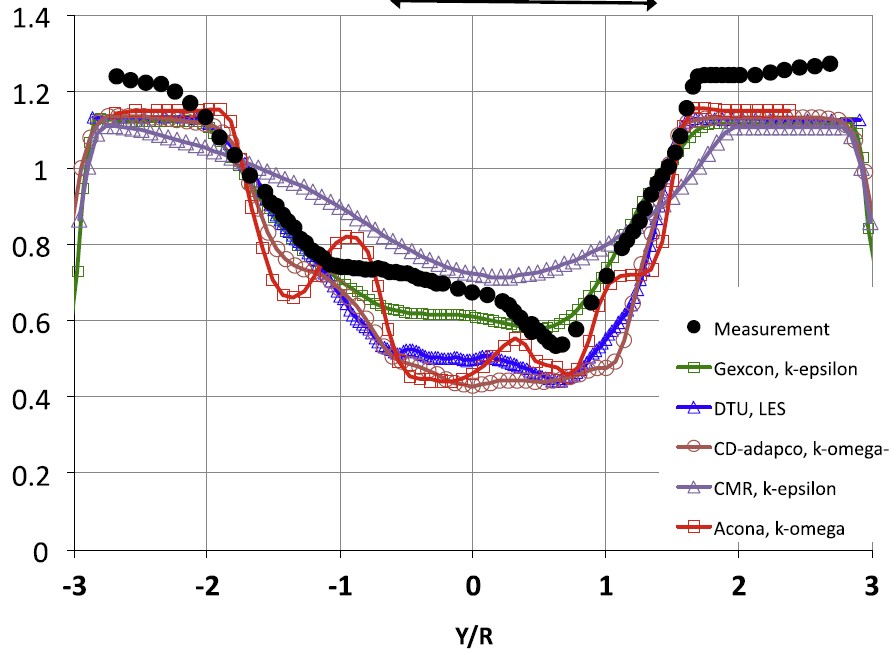 1.4
1.2
1
0.8
0.6
0.4
0.2
0
-3 -2 -1 0 1 2 3
Y/R
Measurement
Gexcon, k-epsilon
DTU, LES
CD-adapco, k-omega-
CMR, k-epsilon
Acona, k-omega